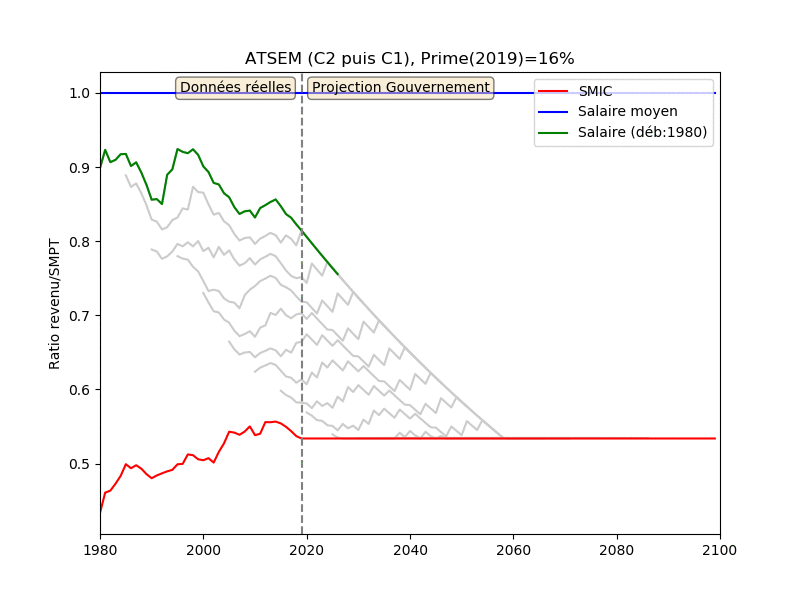 ATSEM (C2 puis C1), Prime(2019)=16%
Données réelles
Projection Gouvernement
SMIC
Salaire moyen
Salaire (déb:1980)
Ratio revenu/SMPT
1.0
0.9
0.8
0.7
0.6
0.5
1980
2000
2020
2040
2060
2080
2100